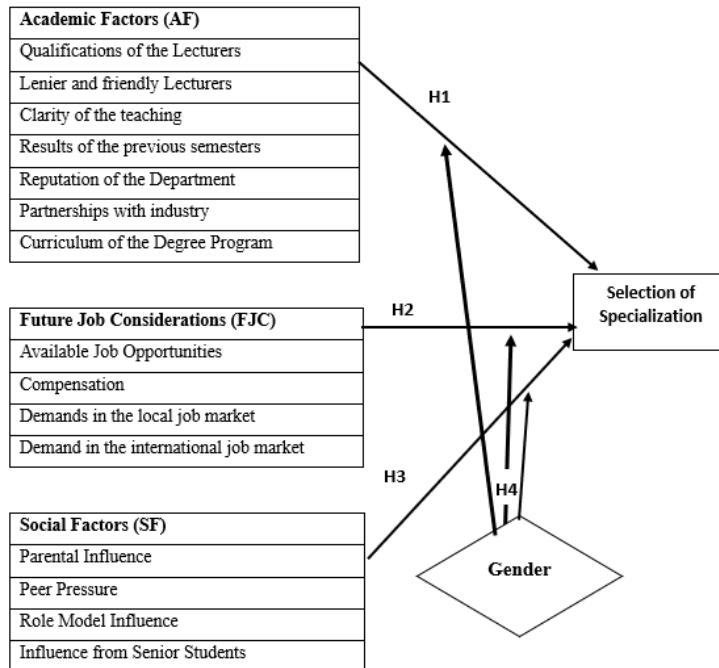 Academic Factors (AF)
Qualifications of the Lecturers
Lenier and friendly Lecturers
Clarity of the teaching
Results of the previous semesters
Reputation of the Department
Partnerships with industry
Curriculum of the Degree Program
H1
Selection of
Specialization
Future Job Considerations (FJC)
Available Job Opportunities
Compensation
Demands in the local job market
Demand in the international job market
H2
H3
H4
Social Factors (SF)
Parental Influence
Peer Pressure
Role Model Influence
Influence from Senior Students
Gender